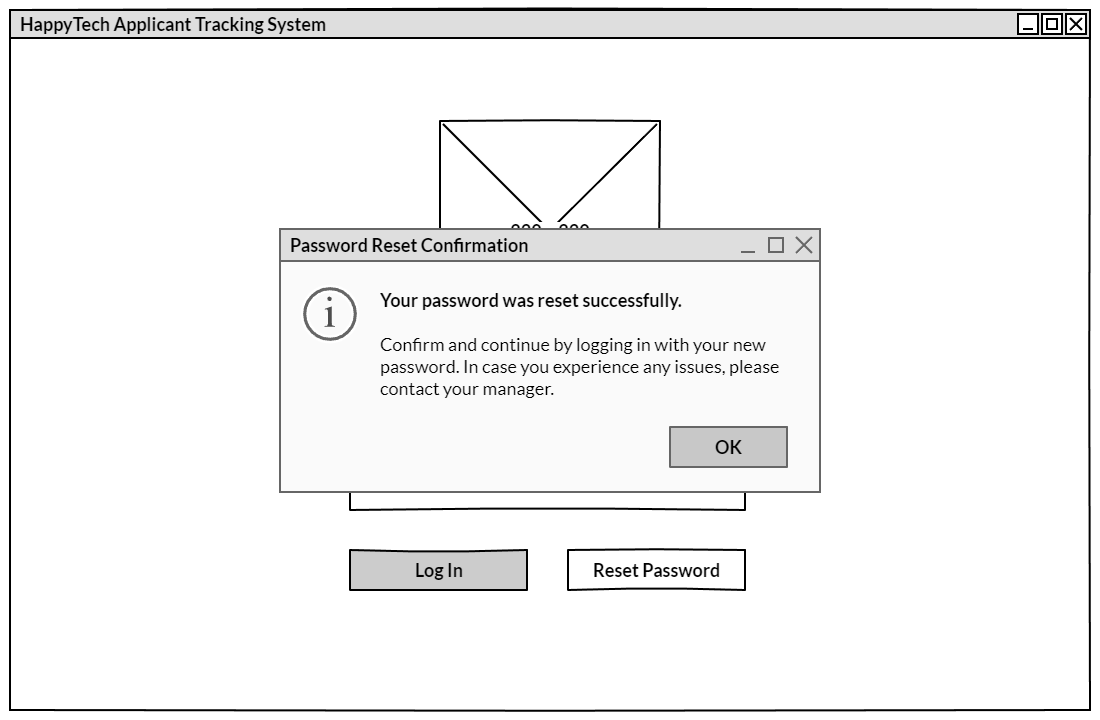 HappyTech Applicant Tracking System
Password Reset Confirmation
Your password was reset successfully.
Confirm and continue by logging in with your new
password. In case you experience any issues, please
contact your manager.
OK
Log In
Reset Password